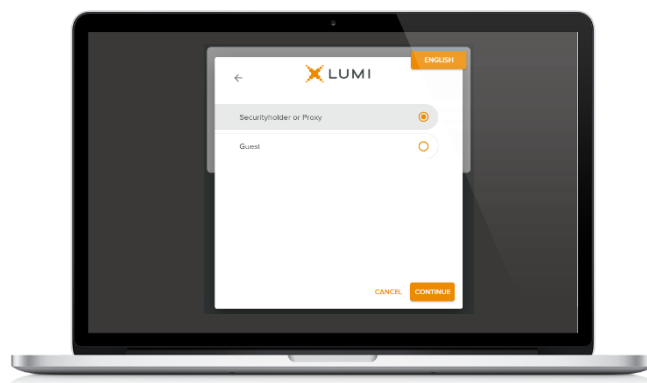 ENGLISH
LUMI
Securityholder or Proxy
Guest
CANCEL CONTINUE